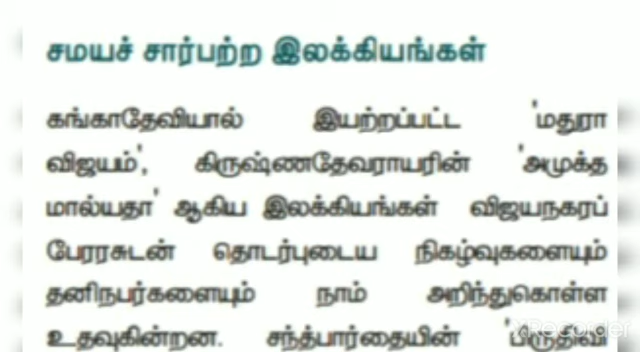 சமயச் சார்பற்ற இலக்கியங்கள்
கங்காதேவியால் இயற்றப்பட்ட 'மதுரா
விஜயம்', கிருஷ்ணதேவராயரின் 'அமுக்த
மால்யதா' ஆகிய இலக்கியங்கள் விஜயநகரப்
பேரரசுடன் தொடர்புடைய நிகழ்வுகளையும்
தனிநபர்களையும் நாம் அறிந்துகொள்ள
உதவுகின்றன. சந்த்பார்தையின் 'பிருதிவி
XRecorder